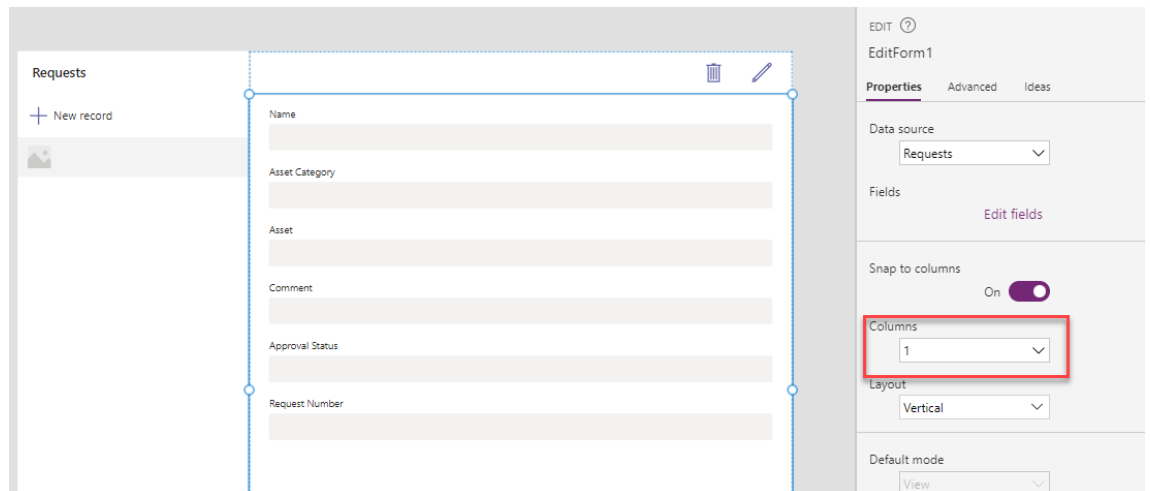 Requests
+ New record
Name
Asset Category
Asset
Comment
Approval Status
Request Number
EDIT ?
EditForm1
Properties Advanced Ideas
Data source
Requests
Fields
Edit fields
Snap to columns
On
Columns
1
Layout
Vertical
Default mode
View